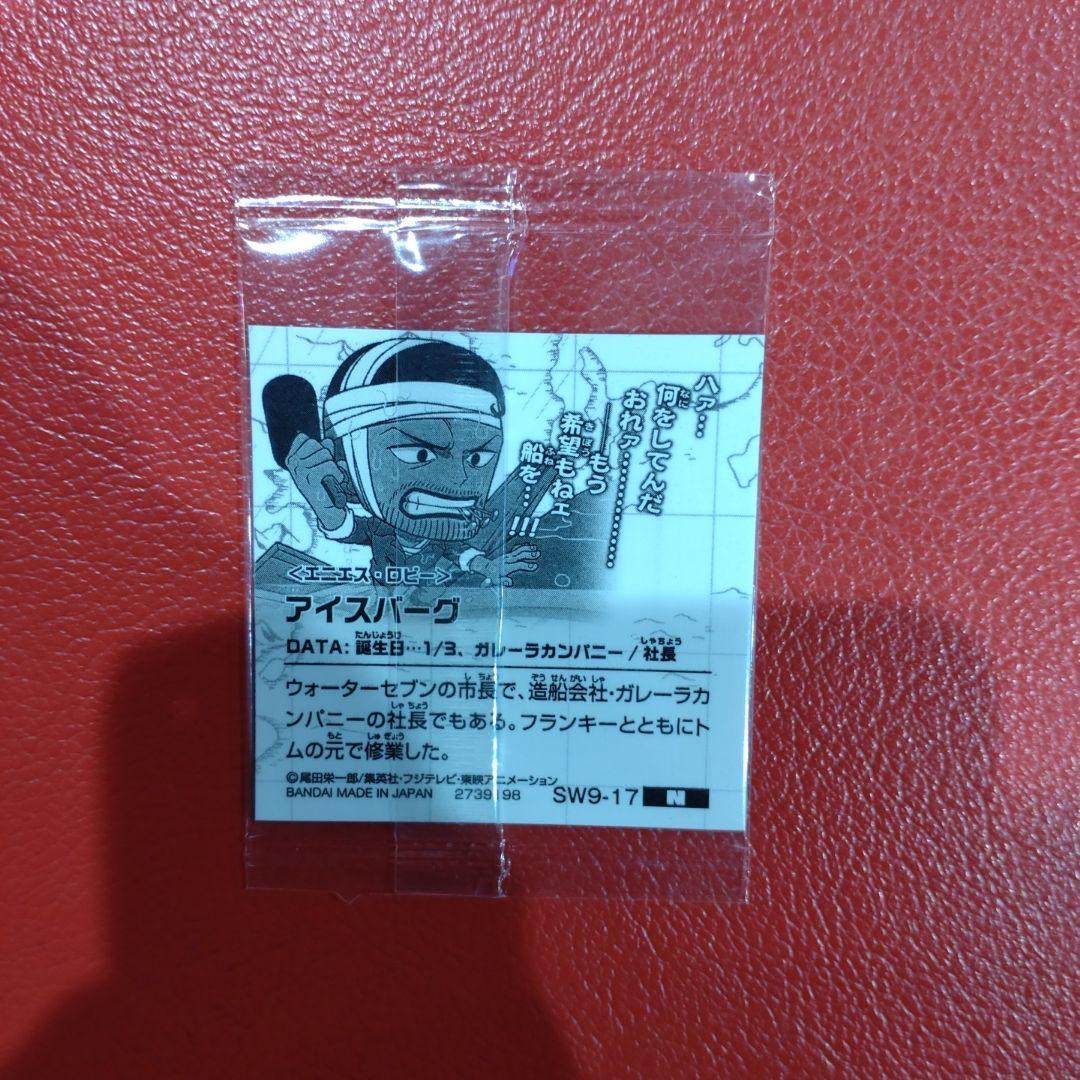 ハァ…
何をしてんだ
おれァ…………
――もう
希望もねェ
船を…!!!
<エニエス・ロビー>
アイスバーグ
DATA: 誕生日…1/3、ガレーラカンパニー/社長
ウォーターセブンの市長で、造船会社・ガレーラカ
ンパニーの社長でもある。フランキーとともにト
ムの元で修業した。
©尾田栄一郎/集英社・フジテレビ・東映アニメーション
BANDAI MADE IN JAPAN 2739198 SW9-17 N